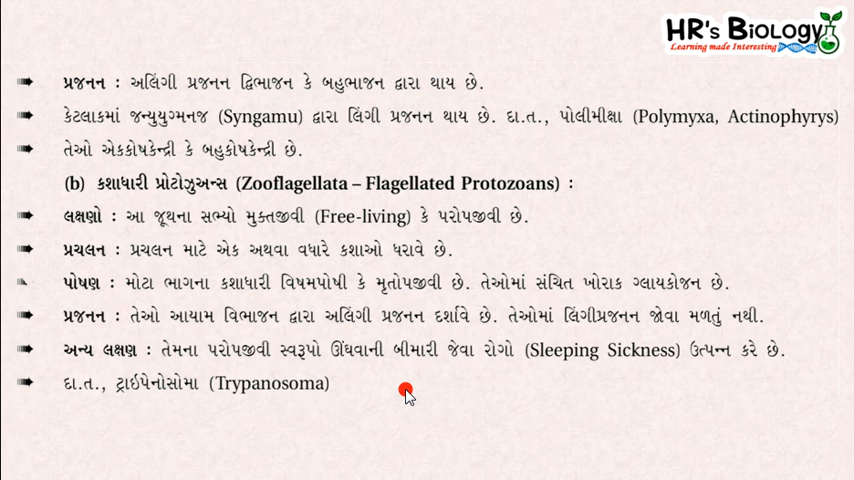 HR's Biology
Learning made Interesting
પ્રજનન : અલિંગી પ્રજનન દ્વિભાજન કે બહુભાજન દ્વારા થાય છે.
કેટલાકમાં જન્યુયુગ્મનજ (Syngamu) દ્વારા લિંગી પ્રજનન થાય છે. દા.ત., પોલીમીક્ષા (Polymyxa, Actinophyrys)
તેઓ એકકોષકેન્દ્રી કે બહુકોષકેન્દ્રી છે.
(b) કશાધારી પ્રોટોઝુઅન્સ (Zooflagellata – Flagellated Protozoans) :
લક્ષણો : આ જૂથના સભ્યો મુક્તજીવી (Free-living) કે પરોપજીવી છે.
પ્રચલન : પ્રચલન માટે એક અથવા વધારે કશાઓ ધરાવે છે.
પોષણ : મોટા ભાગના કશાધારી વિષમપોષી કે મૃતોપજીવી છે. તેઓમાં સંચિત ખોરાક ગ્લાયકોજન છે.
પ્રજનન : તેઓ આયામ વિભાજન દ્વારા અલિંગી પ્રજનન દર્શાવે છે. તેઓમાં લિંગીપ્રજનન જોવા મળતું નથી.
અન્ય લક્ષણ : તેમના પરોપજીવી સ્વરૂપો ઊંઘવાની બીમારી જેવા રોગો (Sleeping Sickness) ઉત્પન્ન કરે છે.
દા.ત., ટ્રાઇપેનોસોમા (Trypanosoma)